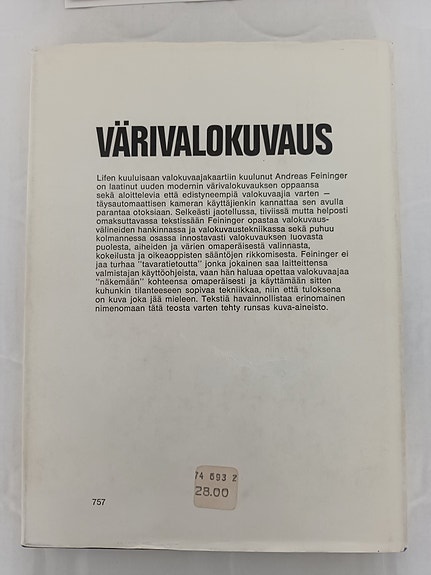 VÄRIVALOKUVAUS
Lifen kuuluisaan valokuvaajakaartiin kuulunut Andreas Feininger
on laatinut uuden modernin värivalokuvauksen oppaansa
sekä aloittelevia että edistyneempiä valokuvaajia varten —
täysautomaattisen kameran käyttäjienkin kannattaa sen avulla
parantaa otoksiaan. Selkeästi jaotellussa, tiiviissä mutta helposti
omaksuttavassa tekstissään Feininger opastaa valokuvaus-
välineiden hankinnassa ja valokuvaustekniikassa sekä puhuu
kolmannessa osassa innostavasti valokuvauksen luovasta
puolesta, aiheiden ja värien omaperäisestä valinnasta,
kokeilusta ja oikeaoppisten sääntöjen rikkomisesta. Feininger ei
jaa turhaa "tavaratietoutta" jonka jokainen saa laitteittensa
valmistajan käyttöohjeista, vaan hän haluaa opettaa valokuvaajaa
"näkemään" kohteensa omaperäisesti ja käyttämään sitten
kuhunkin tilanteeseen sopivaa tekniikkaa, niin että tuloksena
on kuva joka jää mieleen. Tekstiä havainnollistaa erinomainen
nimenomaan tätä teosta varten tehty runsas kuva-aineisto.
74 693 2
28.00
757